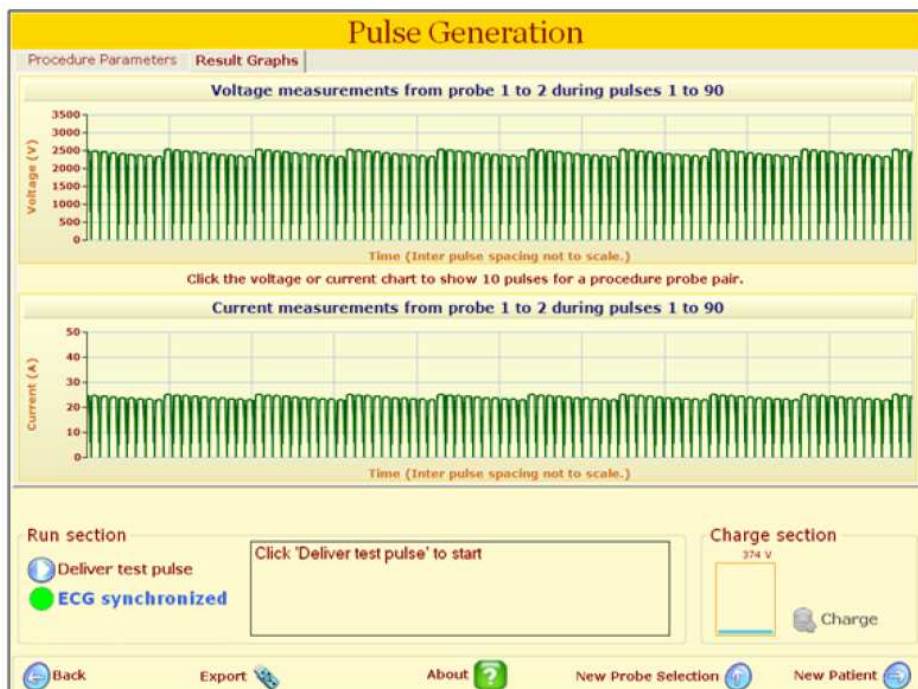 Pulse Generation
Procedure Parameters Result Graphs
Voltage measurements from probe 1 to 2 during pulses 1 to 90
Voltage (V)
3500
3000
2500
2000
1500
1000
500
0
Time (Inter pulse spacing not to scale.)
Click the voltage or current chart to show 10 pulses for a procedure probe pair.
Current measurements from probe 1 to 2 during pulses 1 to 90
Current (A)
50
40
30
20
10
0
Time (Inter pulse spacing not to scale.)
Run section
Deliver test pulse
ECG synchronized
Click 'Deliver test pulse' to start
Charge section
374 V
Charge
Back Export About ? New Probe Selection New Patient